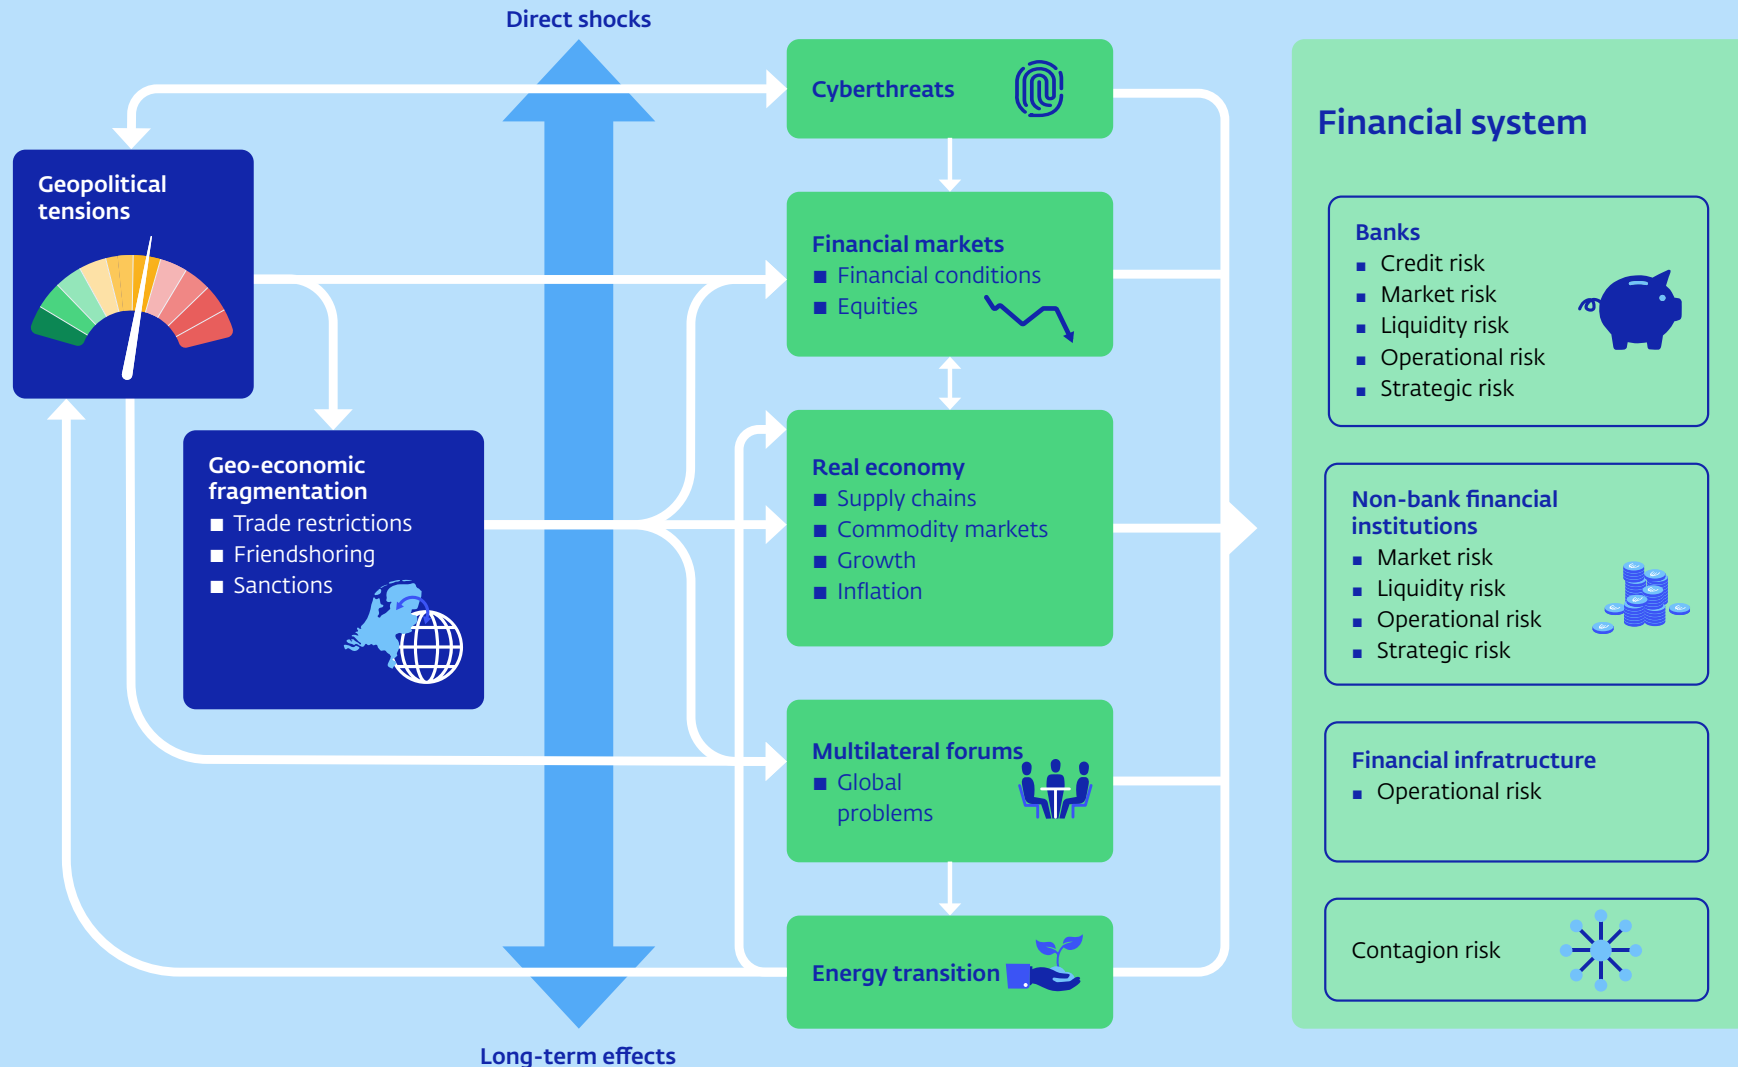 Direct shocks
Geopolitical
tensions
Geo-economic
fragmentation
■ Trade restrictions
■ Friendshoring
■ Sanctions
Cyberthreats
Financial markets
■ Financial conditions
■ Equities
Real economy
■ Supply chains
■ Commodity markets
■ Growth
■ Inflation
Multilateral forums
■ Global
problems
Energy transition
Long-term effects
Financial system
Banks
■ Credit risk
■ Market risk
■ Liquidity risk
■ Operational risk
■ Strategic risk
Non-bank financial
institutions
■ Market risk
■ Liquidity risk
■ Operational risk
■ Strategic risk
Financial infratructure
■ Operational risk
Contagion risk